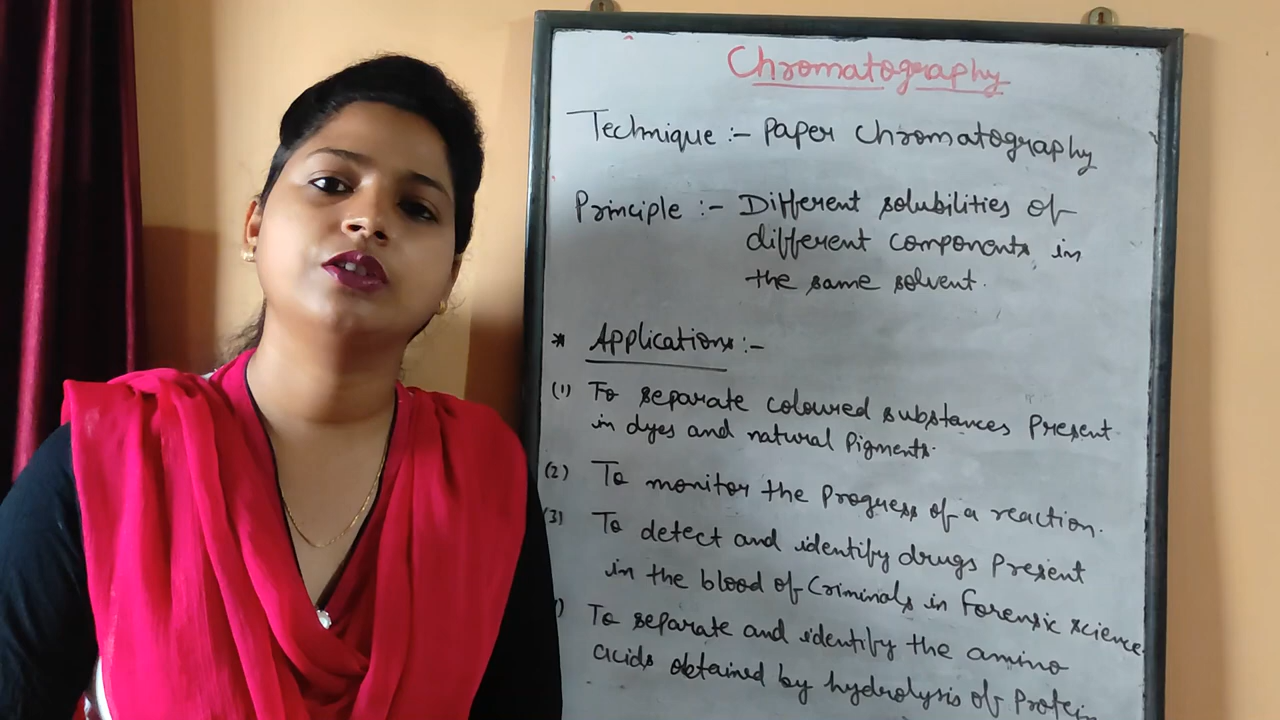 Chromatography
Technique :- Paper Chromatography
Principle :- Different solubilities of
different components in
the same solvent.
* Applications :-
(1) To separate coloured substances Present
in dyes and natural Pigments.
(2) To monitor the Progress of a reaction.
(3) To detect and identify drugs Present
in the blood of Criminals in Forensic science.
) To separate and identify the amino
acids obtained by hydrolysis of Protein